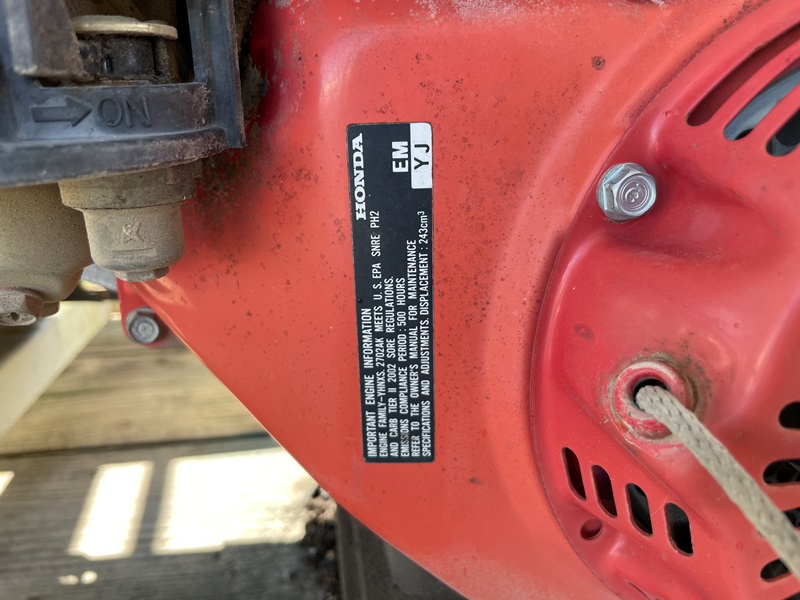 ON
HONDA
EM
YJ
IMPORTANT ENGINE INFORMATION
ENGINE FAMILY-YHNXS. 2702AK MEETS U.S. EPA SNRE PH2
AND CARB TIER II 2002 SORE REGULATIONS.
EMISSIONS COMPLIANCE PERIOD : 500 HOURS
REFER TO THE OWNER'S MANUAL FOR MAINTENANCE
SPECIFICATIONS AND ADJUSTMENTS. DISPLACEMENT : 243cm³